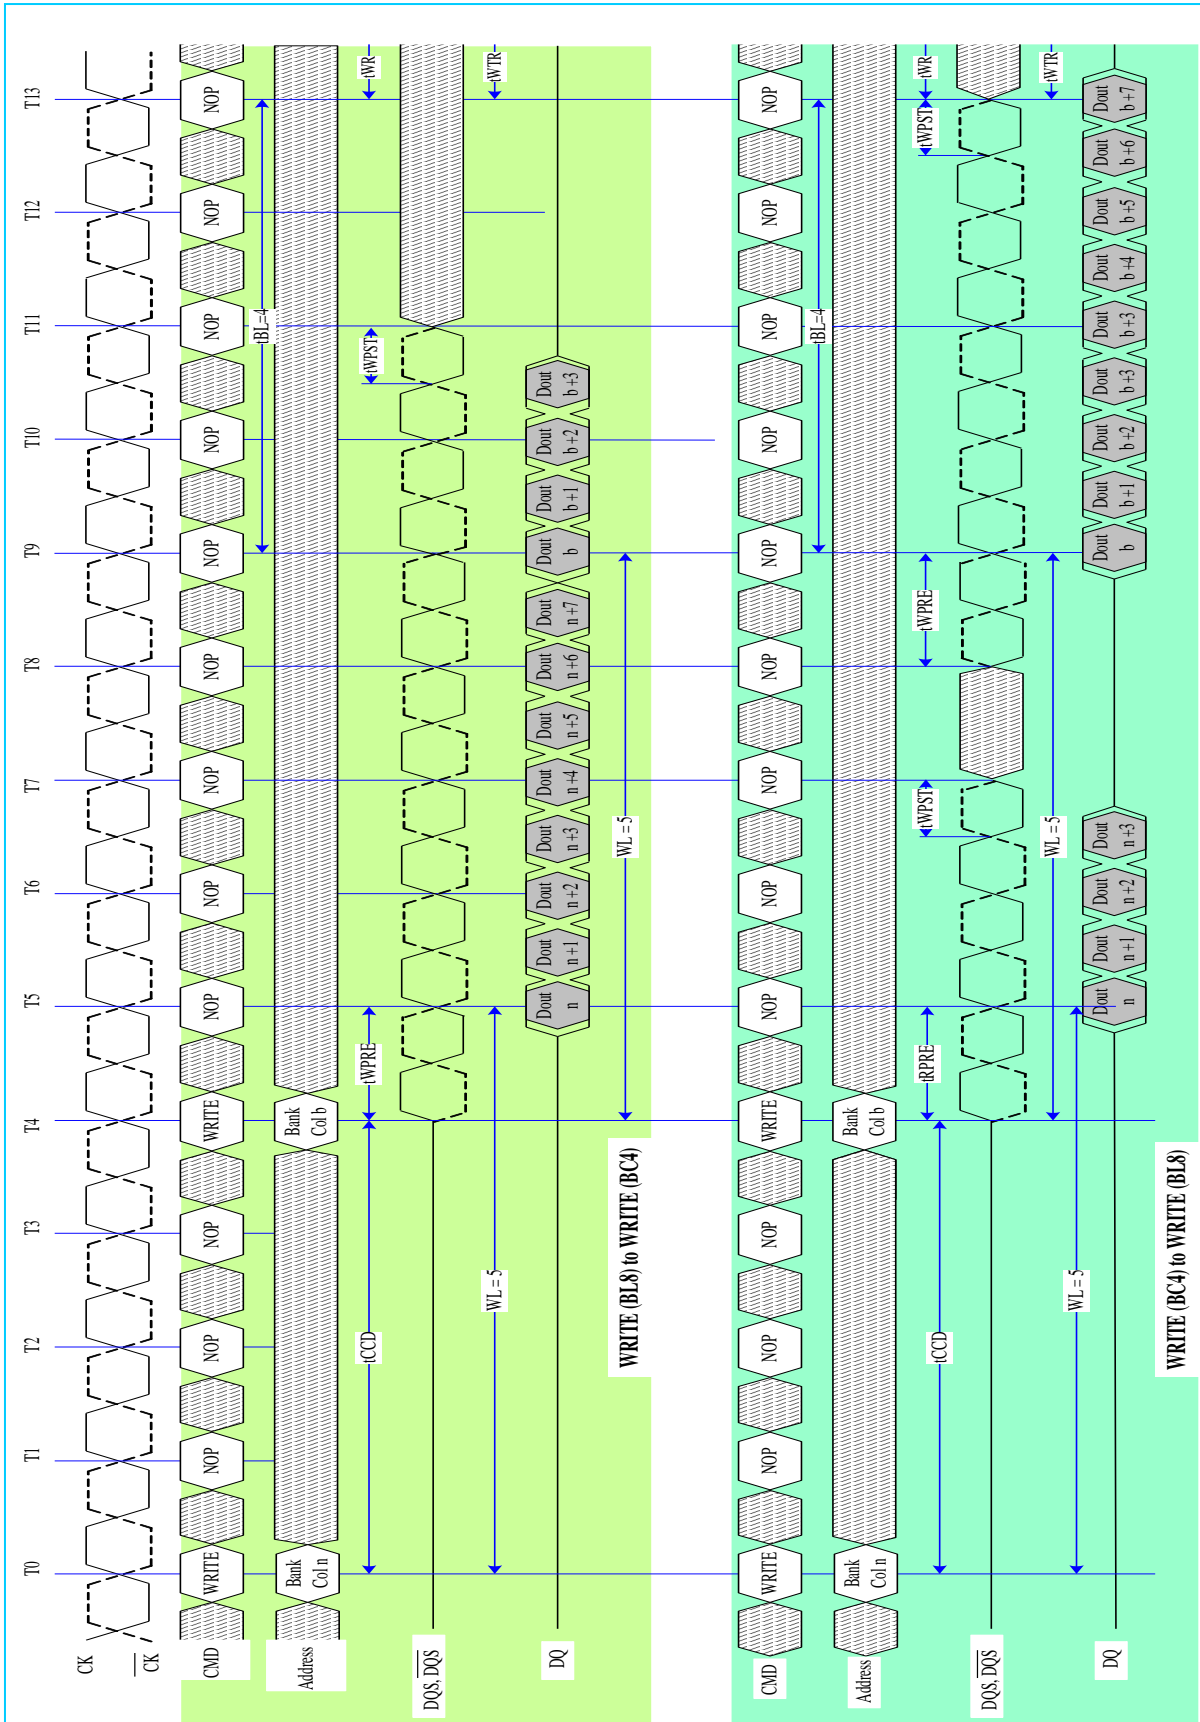 T0 T1 T2 T3 T4 T5 T6 T7 T8 T9 T10 T11 T12 T13
CK
CK
CMD WRITE NOP NOP NOP WRITE NOP NOP NOP NOP NOP NOP NOP NOP NOP
tBL=4
Address Bank Col n Bank Col b
tCCD tWPRE tWPST tWR
DQS, DQS
WL = 5 tWTR
DQ Dout n Dout n+1 Dout n+2 Dout n+3 Dout n+4 Dout n+5 Dout n+6 Dout n+7 Dout b Dout b+1 Dout b+2 Dout b+3
WRITE (BL8) to WRITE (BC4) WL = 5
CMD WRITE NOP NOP NOP WRITE NOP NOP NOP NOP NOP NOP NOP NOP NOP
tBL=4
Address Bank Col n Bank Col b
tCCD tRPRE tWPST tWPRE tWPST tWR
DQS, DQS
WL = 5 WL = 5 tWTR
DQ Dout n Dout n+1 Dout n+2 Dout n+3 Dout b Dout b+1 Dout b+2 Dout b+3 Dout b+3 Dout b+4 Dout b+5 Dout b+6 Dout b+7
WRITE (BC4) to WRITE (BL8)